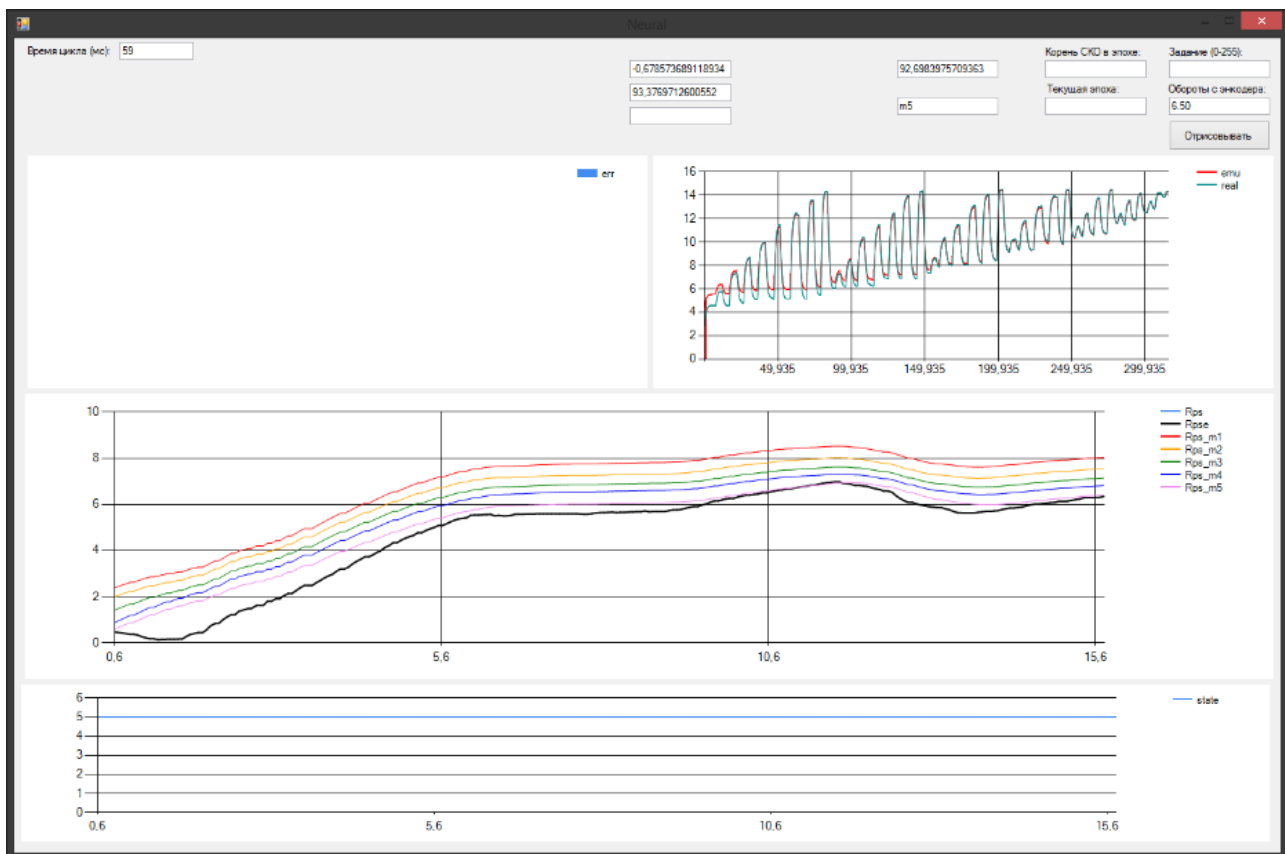 Neural
Время цикла (мс): 59
-0,678573689118934
93,3769712600552
92,6983975709363
m5
Корень СКО в эпохе:
Задание (0-255):
Текущая эпоха:
Обороты с энкодера:
6.50
Отрисовывать
err
16
14
12
10
8
6
4
2
0
49,935 99,935 149,935 199,935 249,935 299,935
emu
real
10
8
6
4
2
0
0,6 5,6 10,6 15,6
Rps
Rpse
Rps_m1
Rps_m2
Rps_m3
Rps_m4
Rps_m5
6
5
4
3
2
1
0
0,6 5,6 10,6 15,6
state